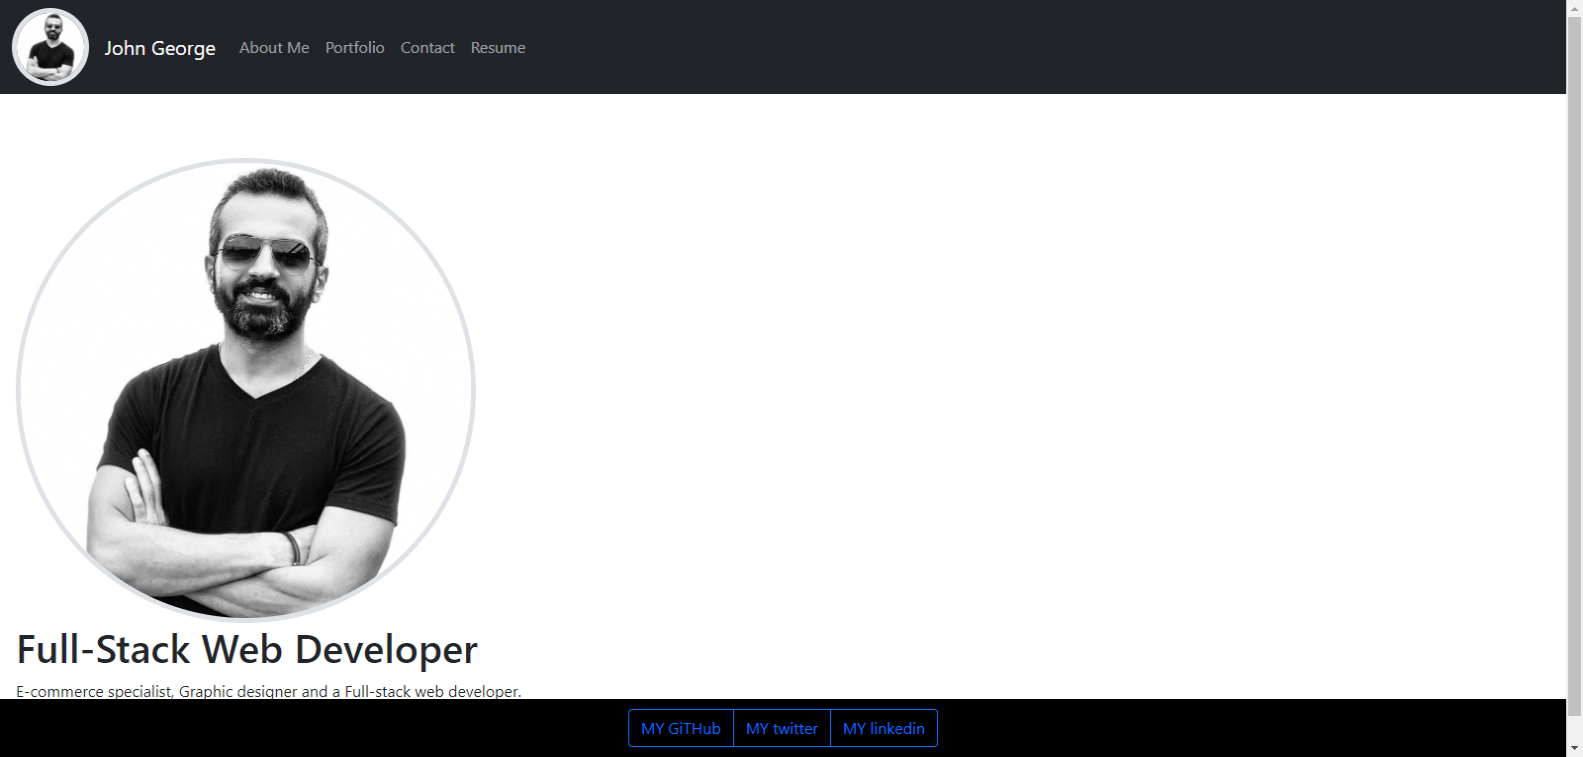 John George About Me Portfolio Contact Resume
Full-Stack Web Developer
E-commerce specialist, Graphic designer and a Full-stack web developer.
MY GiTHub MY twitter MY linkedin